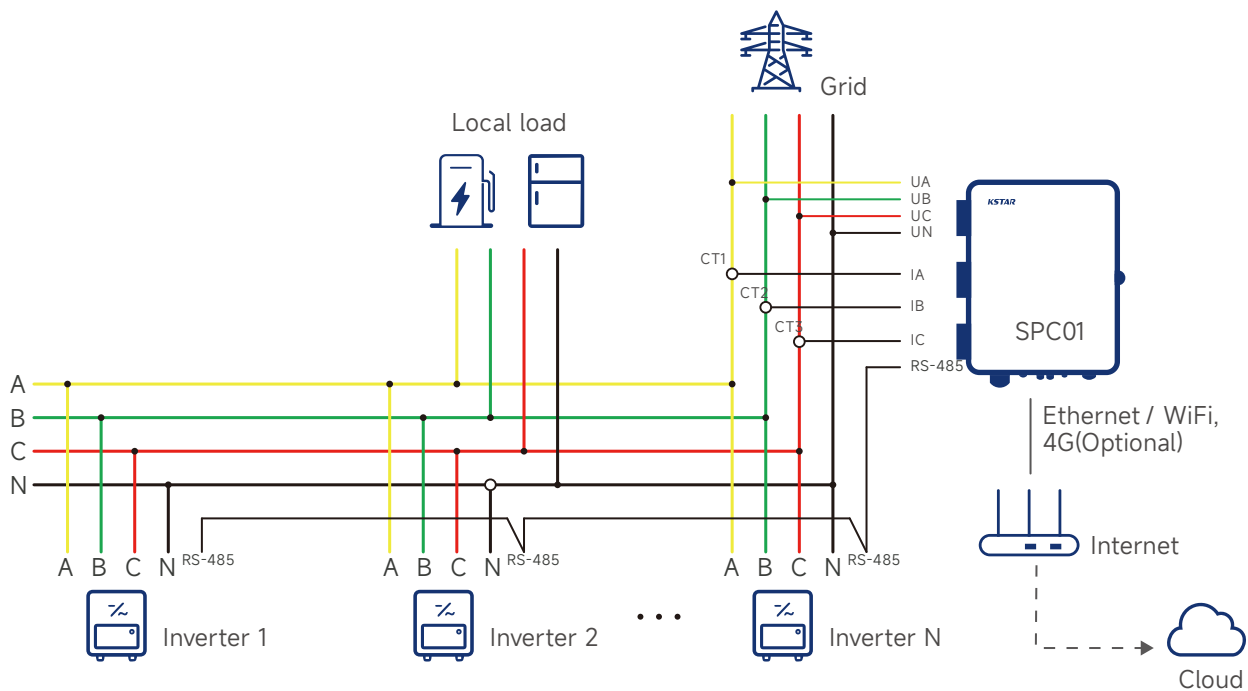 Grid
Local load
UA
UB
UC
UN
KSTAR
CT1
IA
CT2
IB
CT3
IC
SPC01
RS-485
A
B
C
N
Ethernet / WiFi,
4G(Optional)
A B C N RS-485
A B C N RS-485
A B C N RS-485
Internet
Inverter 1
Inverter 2
• • •
Inverter N
Cloud